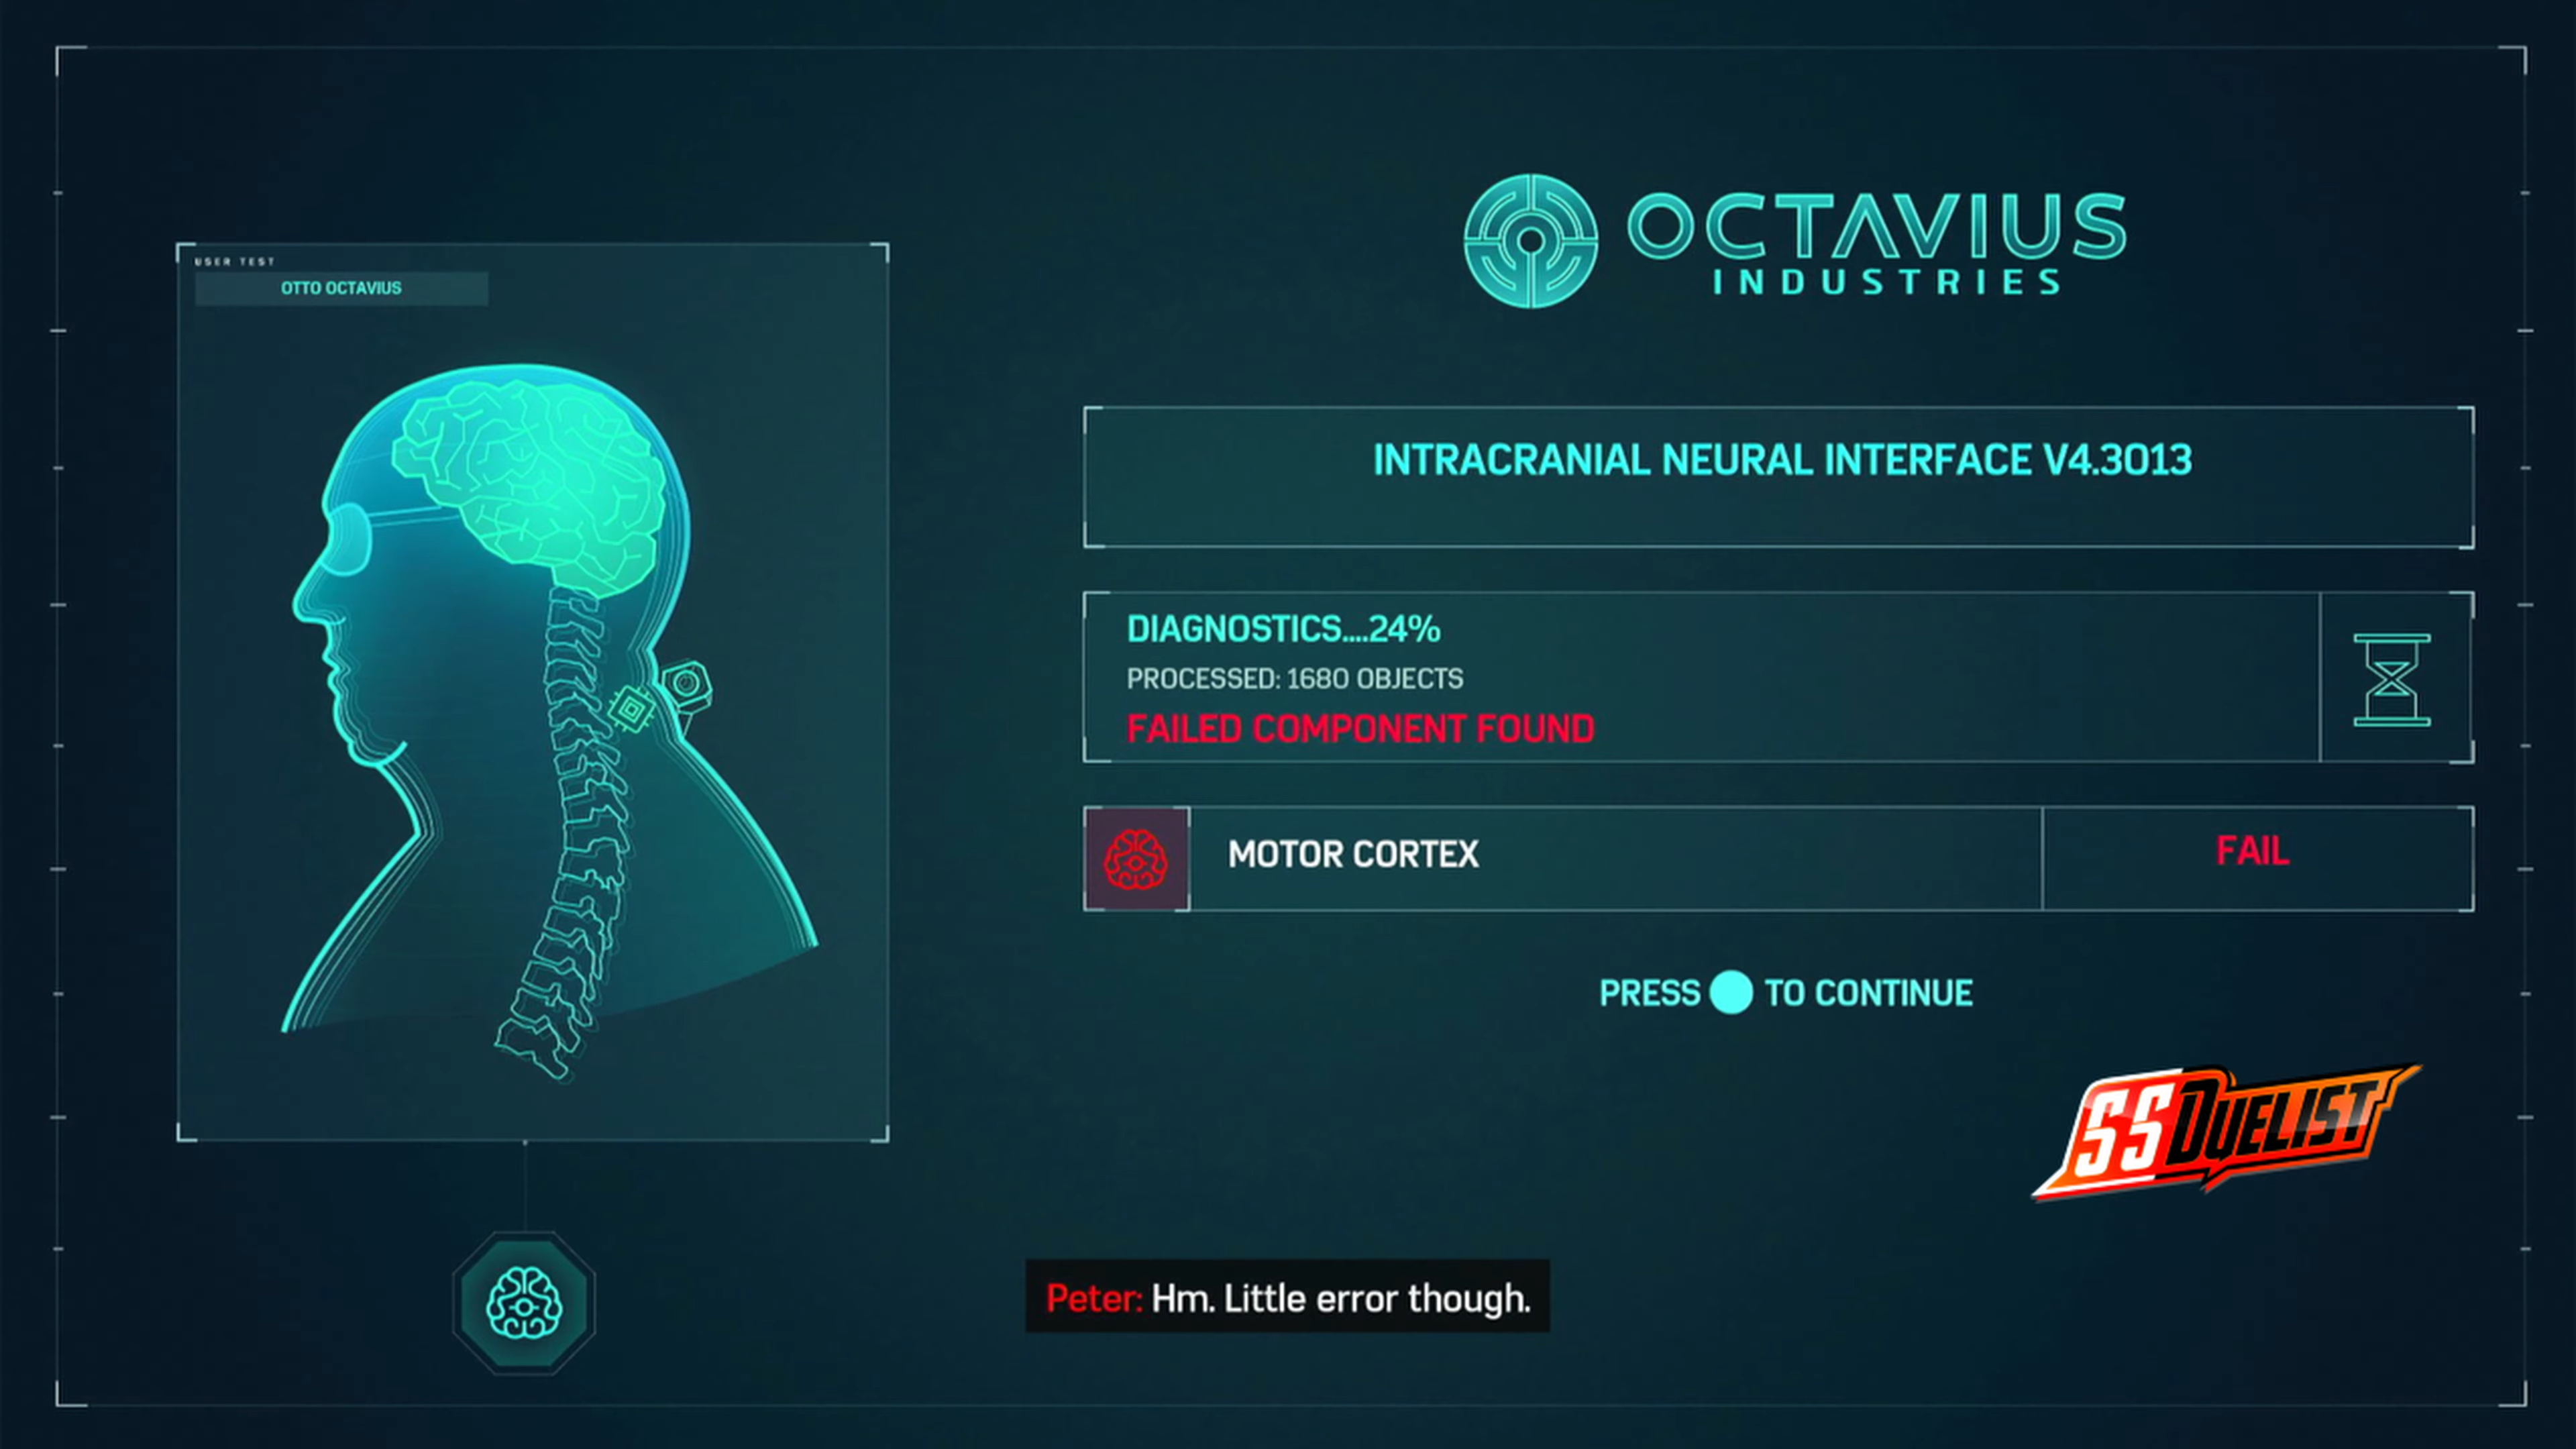 USER TEST
OTTO OCTAVIUS
OCTAVIUS
INDUSTRIES
INTRACRANIAL NEURAL INTERFACE V4.3013
DIAGNOSTICS....24%
PROCESSED: 1680 OBJECTS
FAILED COMPONENT FOUND
MOTOR CORTEX
FAIL
PRESS TO CONTINUE
SSDUELIST
Peter: Hm. Little error though.